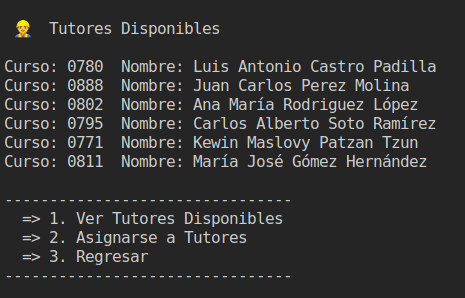 👷 Tutores Disponibles
Curso: 0780  Nombre: Luis Antonio Castro Padilla
Curso: 0888  Nombre: Juan Carlos Perez Molina
Curso: 0802  Nombre: Ana María Rodriguez López
Curso: 0795  Nombre: Carlos Alberto Soto Ramírez
Curso: 0771  Nombre: Kewin Maslovy Patzan Tzun
Curso: 0811  Nombre: María José Gómez Hernández
--------------------------------
=> 1. Ver Tutores Disponibles
=> 2. Asignarse a Tutores
=> 3. Regresar
--------------------------------